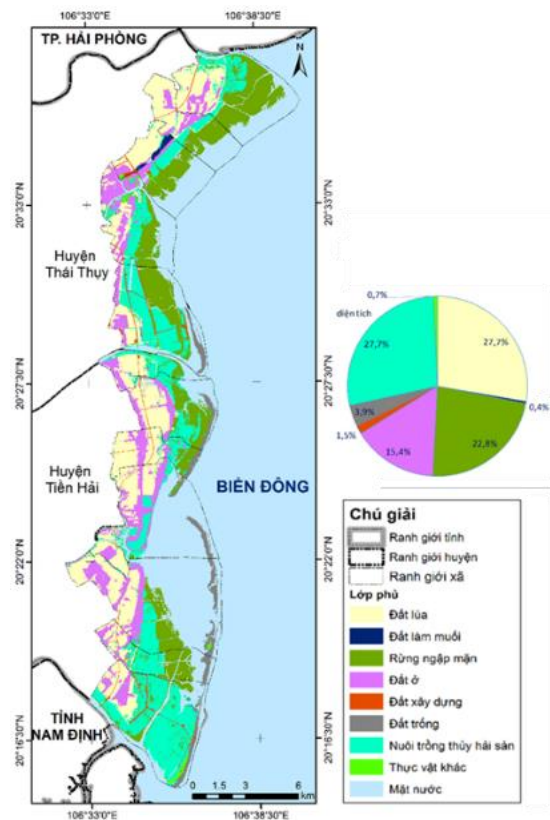 106°33'0"E
106°38'30"E
TP. HẢI PHÒNG
N
20°33'0"N
20°33'0"N
Huyện
Thái Thụy
20°27'30"N
20°27'30"N
Huyện
Tiền Hải
BIỂN ĐÔNG
20°22'0"N
20°22'0"N
TỈNH
NAM ĐỊNH
20°16'30"N
20°16'30"N
0 1.5 3 6
km
106°33'0"E
106°38'30"E
0,7%
diện tích
27,7%
27,7%
0,4%
3,9%
1,5%
15,4%
22,8%
Chú giải
Ranh giới tỉnh
Ranh giới huyện
Ranh giới xã
Lớp phủ
Đất lúa
Đất làm muối
Rừng ngập mặn
Đất ở
Đất xây dựng
Đất trống
Nuôi trồng thủy hải sản
Thực vật khác
Mặt nước